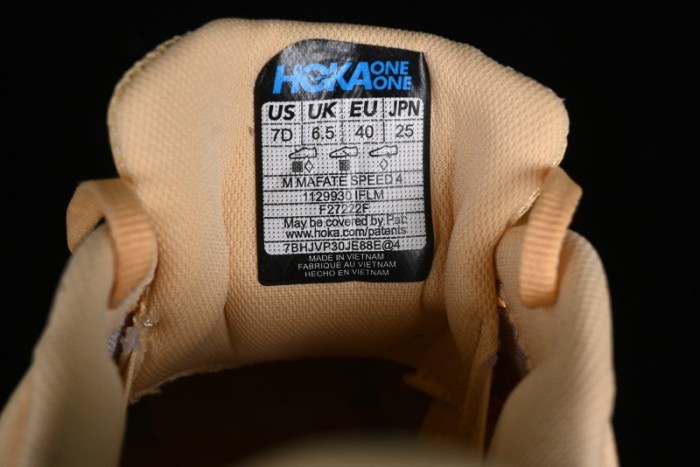 HOKA ONE ONE
US UK EU JPN
7D 6.5 40 25
M MAFATE SPEED 4
1129930 IFLM
F27222F
May be covered by Pat:
www.hoka.com/patents
7BHJVP30JE88E@4
MADE IN VIETNAM
FABRIQUE AU VIETNAM
HECHO EN VIETNAM